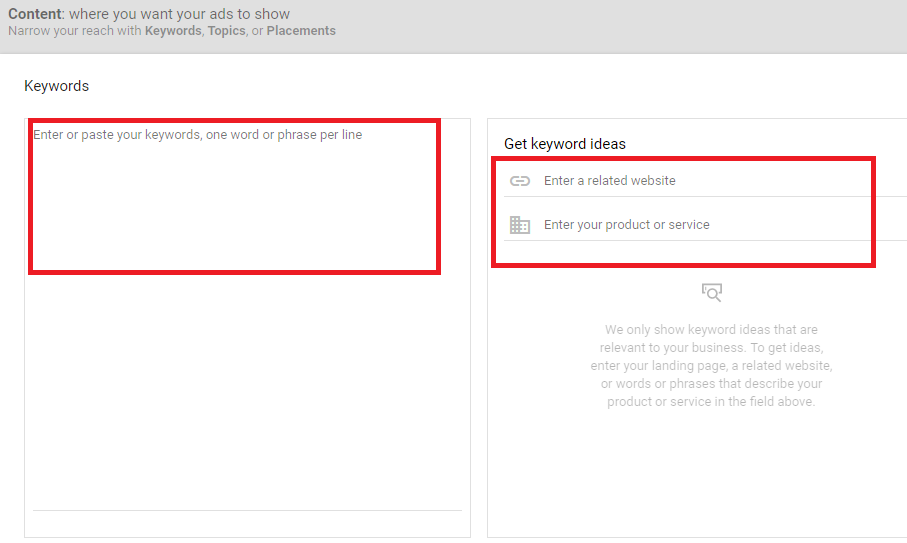 Content: where you want your ads to show
Narrow your reach with Keywords, Topics, or Placements
Keywords
Enter or paste your keywords, one word or phrase per line
Get keyword ideas
Enter a related website
Enter your product or service
We only show keyword ideas that are
relevant to your business. To get ideas,
enter your landing page, a related website,
or words or phrases that describe your
product or service in the field above.